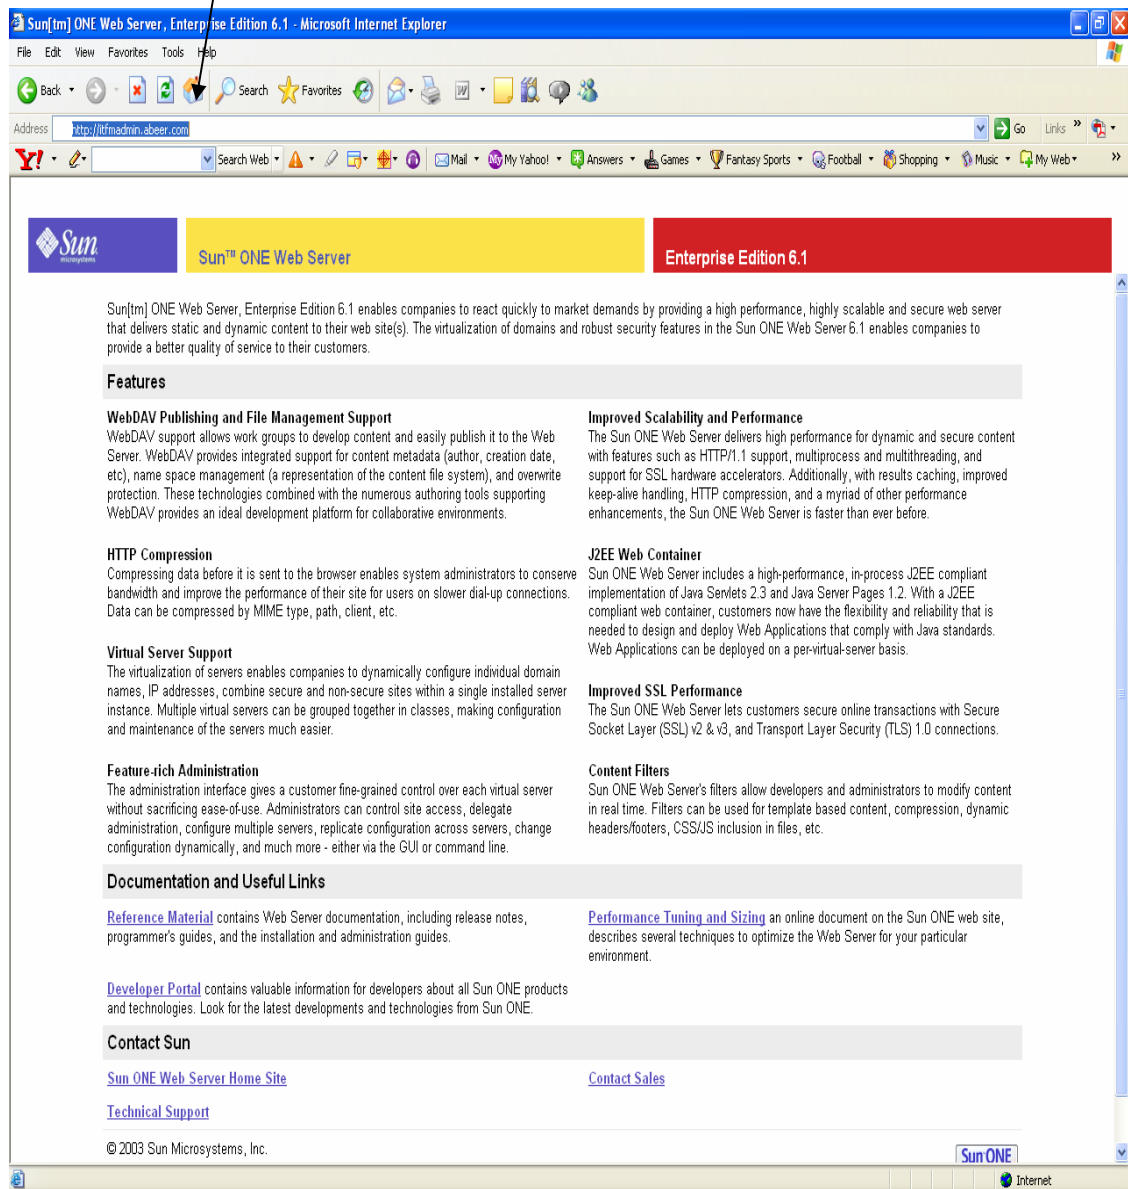 Sun[tm] ONE Web Server, Enterprise Edition 6.1 - Microsoft Internet Explorer
File Edit View Favorites Tools Help
Back Search Favorites
Address http://itfmadmin.abeer.com Go Links »
Y! Search Web Mail My Yahoo! Answers Games Fantasy Sports Football Shopping Music My Web »
Sun microsystems
Sun™ ONE Web Server
Enterprise Edition 6.1
Sun[tm] ONE Web Server, Enterprise Edition 6.1 enables companies to react quickly to market demands by providing a high performance, highly scalable and secure web server
that delivers static and dynamic content to their web site(s). The virtualization of domains and robust security features in the Sun ONE Web Server 6.1 enables companies to
provide a better quality of service to their customers.
Features
WebDAV Publishing and File Management Support
WebDAV support allows work groups to develop content and easily publish it to the Web
Server. WebDAV provides integrated support for content metadata (author, creation date,
etc), name space management (a representation of the content file system), and overwrite
protection. These technologies combined with the numerous authoring tools supporting
WebDAV provides an ideal development platform for collaborative environments.
HTTP Compression
Compressing data before it is sent to the browser enables system administrators to conserve
bandwidth and improve the performance of their site for users on slower dial-up connections.
Data can be compressed by MIME type, path, client, etc.
Virtual Server Support
The virtualization of servers enables companies to dynamically configure individual domain
names, IP addresses, combine secure and non-secure sites within a single installed server
instance. Multiple virtual servers can be grouped together in classes, making configuration
and maintenance of the servers much easier.
Feature-rich Administration
The administration interface gives a customer fine-grained control over each virtual server
without sacrificing ease-of-use. Administrators can control site access, delegate
administration, configure multiple servers, replicate configuration across servers, change
configuration dynamically, and much more - either via the GUI or command line.
Improved Scalability and Performance
The Sun ONE Web Server delivers high performance for dynamic and secure content
with features such as HTTP/1.1 support, multiprocess and multithreading, and
support for SSL hardware accelerators. Additionally, with results caching, improved
keep-alive handling, HTTP compression, and a myriad of other performance
enhancements, the Sun ONE Web Server is faster than ever before.
J2EE Web Container
Sun ONE Web Server includes a high-performance, in-process J2EE compliant
implementation of Java Servlets 2.3 and Java Server Pages 1.2. With a J2EE
compliant web container, customers now have the flexibility and reliability that is
needed to design and deploy Web Applications that comply with Java standards.
Web Applications can be deployed on a per-virtual-server basis.
Improved SSL Performance
The Sun ONE Web Server lets customers secure online transactions with Secure
Socket Layer (SSL) v2 & v3, and Transport Layer Security (TLS) 1.0 connections.
Content Filters
Sun ONE Web Server's filters allow developers and administrators to modify content
in real time. Filters can be used for template based content, compression, dynamic
headers/footers, CSS/JS inclusion in files, etc.
Documentation and Useful Links
Reference Material contains Web Server documentation, including release notes,
programmer's guides, and the installation and administration guides.
Performance Tuning and Sizing an online document on the Sun ONE web site,
describes several techniques to optimize the Web Server for your particular
environment.
Developer Portal contains valuable information for developers about all Sun ONE products
and technologies. Look for the latest developments and technologies from Sun ONE.
Contact Sun
Sun ONE Web Server Home Site
Contact Sales
Technical Support
© 2003 Sun Microsystems, Inc.
Sun ONE
Internet